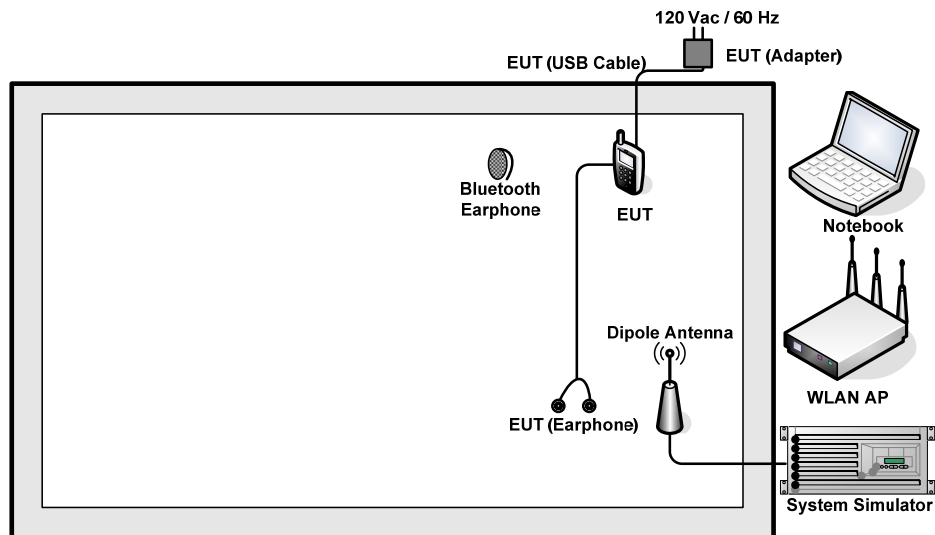 120 Vac / 60 Hz
EUT (USB Cable)
EUT (Adapter)
Bluetooth
Earphone
EUT
Notebook
Dipole Antenna
WLAN AP
EUT (Earphone)
System Simulator